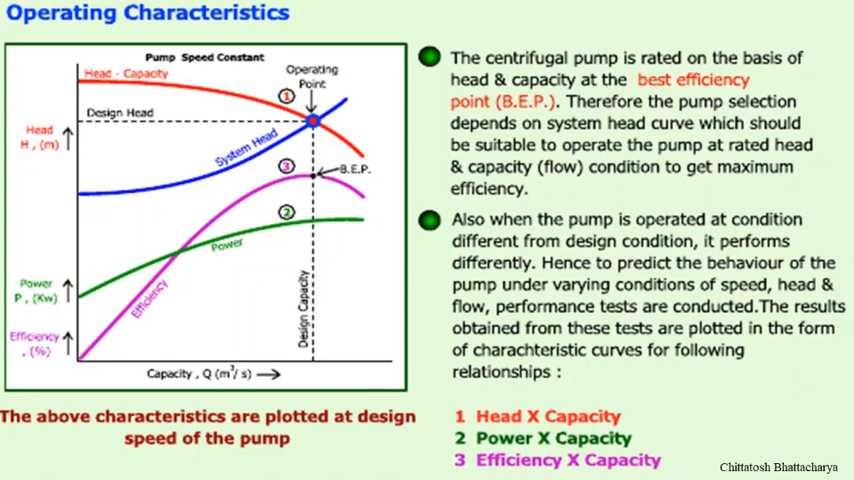 Operating Characteristics
Pump Speed Constant
Head - Capacity
Operating
Point
1
Design Head
Head
H , (m)
System Head
3
B.E.P.
2
Power
Power
P , (Kw)
Efficiency
Design Capacity
Efficiency
, (%)
Capacity , Q (m³/ s)
The above characteristics are plotted at design
speed of the pump
The centrifugal pump is rated on the basis of
head & capacity at the best efficiency
point (B.E.P.). Therefore the pump selection
depends on system head curve which should
be suitable to operate the pump at rated head
& capacity (flow) condition to get maximum
efficiency.
Also when the pump is operated at condition
different from design condition, it performs
differently. Hence to predict the behaviour of the
pump under varying conditions of speed, head &
flow, performance tests are conducted.The results
obtained from these tests are plotted in the form
of charachteristic curves for following
relationships :
1 Head X Capacity
2 Power X Capacity
3 Efficiency X Capacity
Chittatosh Bhattacharya